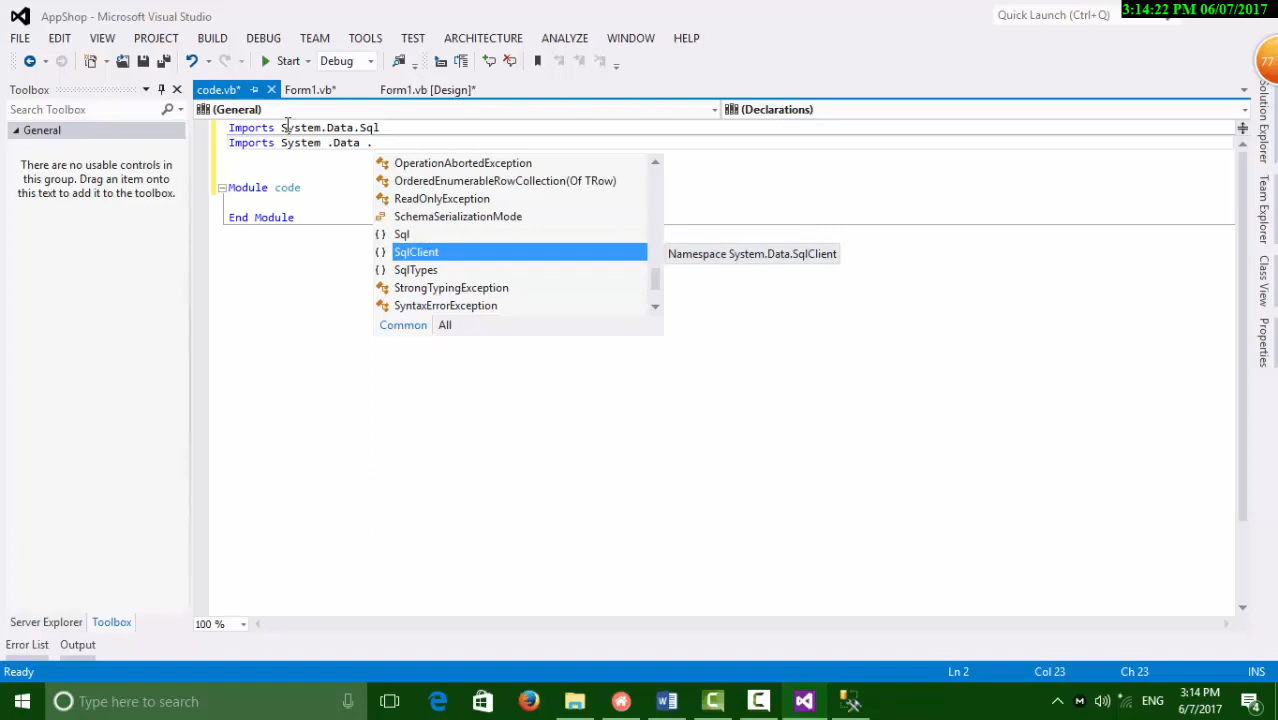 AppShop - Microsoft Visual Studio
Quick Launch (Ctrl+Q)
3:14:22 PM 06/07/2017
FILE EDIT VIEW PROJECT BUILD DEBUG TEAM TOOLS TEST ARCHITECTURE ANALYZE WINDOW HELP
Start Debug
77
Toolbox
code.vb* Form1.vb* Form1.vb [Design]*
Search Toolbox
(General) (Declarations)
General
There are no usable controls in
this group. Drag an item onto
this text to add it to the toolbox.
Imports System.Data.Sql
Imports System .Data .
Module code
End Module
OperationAbortedException
OrderedEnumerableRowCollection(Of TRow)
ReadOnlyException
SchemaSerializationMode
{} Sql
{} SqlClient
Namespace System.Data.SqlClient
{} SqlTypes
StrongTypingException
SyntaxErrorException
Common All
Solution Explorer
Team Explorer
Class View
Properties
Server Explorer Toolbox
100 %
Error List Output
Ready
Ln 2 Col 23 Ch 23 INS
Type here to search
ENG
3:14 PM
6/7/2017
4